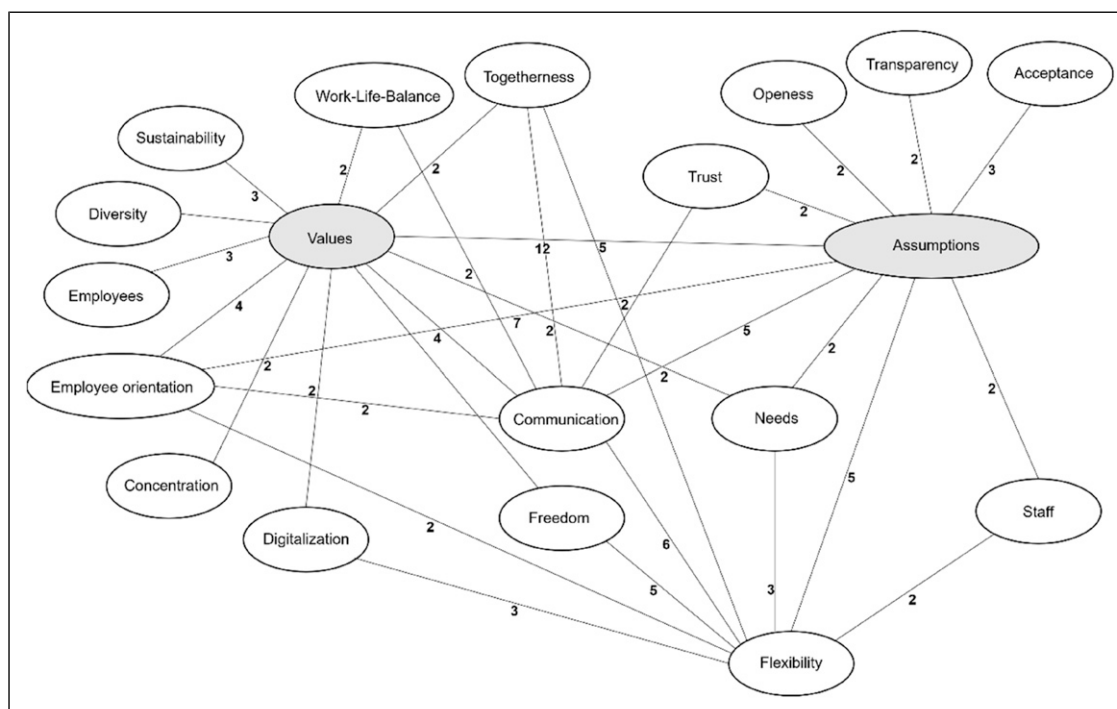 Togetherness
Transparency
Acceptance
Work-Life-Balance
Openess
Sustainability
2
2
2
3
3
2
Trust
Diversity
2
Values
3
12
5
Assumptions
2
Employees
4
2
7
2
4
2
5
2
Employee orientation
2
2
2
2
2
Communication
Needs
5
Concentration
Freedom
Staff
Digitalization
2
6
5
3
3
2
Flexibility